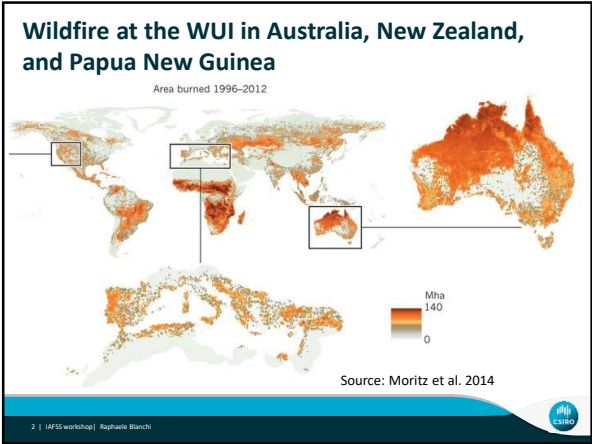 Wildfire at the WUI in Australia, New Zealand,
and Papua New Guinea
Area burned 1996–2012
Mha
140
0
Source: Moritz et al. 2014
2 | IAFSS workshop| Raphaele Blanchi
CSIRO